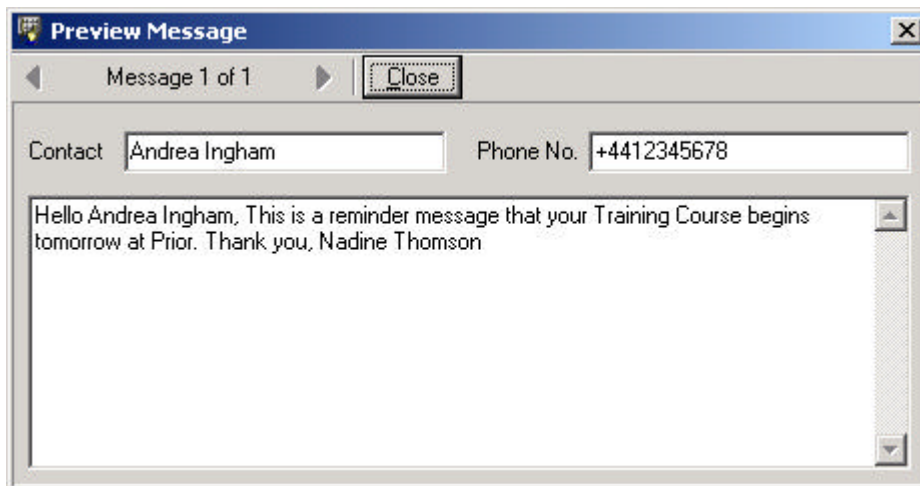 Preview Message
Message 1 of 1 Close
Contact Andrea Ingham Phone No. +4412345678
Hello Andrea Ingham, This is a reminder message that your Training Course begins
tomorrow at Prior. Thank you, Nadine Thomson